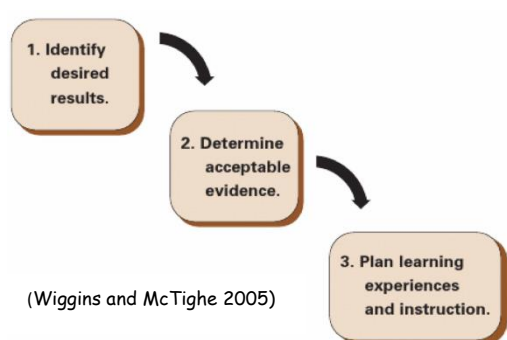 1. Identify
desired
results.
2. Determine
acceptable
evidence.
3. Plan learning
experiences
and instruction.
(Wiggins and McTighe 2005)